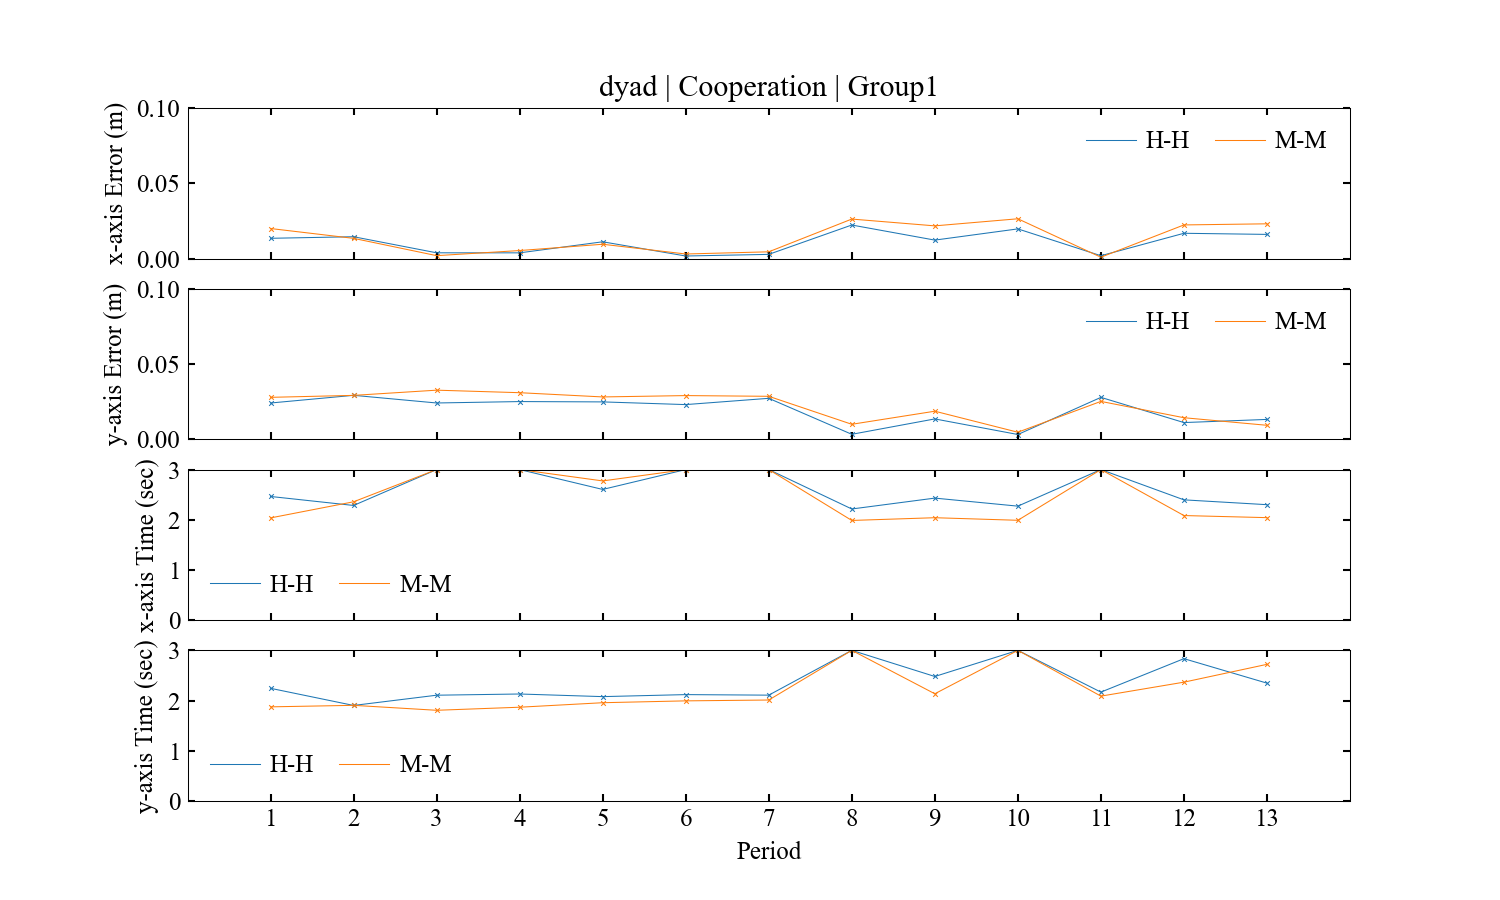 dyad | Cooperation | Group1
x-axis Error (m)
0.10
0.05
0.00
H-H M-M
y-axis Error (m)
0.10
0.05
0.00
H-H M-M
x-axis Time (sec)
3
2
1
0
H-H M-M
y-axis Time (sec)
3
2
1
0
H-H M-M
1 2 3 4 5 6 7 8 9 10 11 12 13
Period